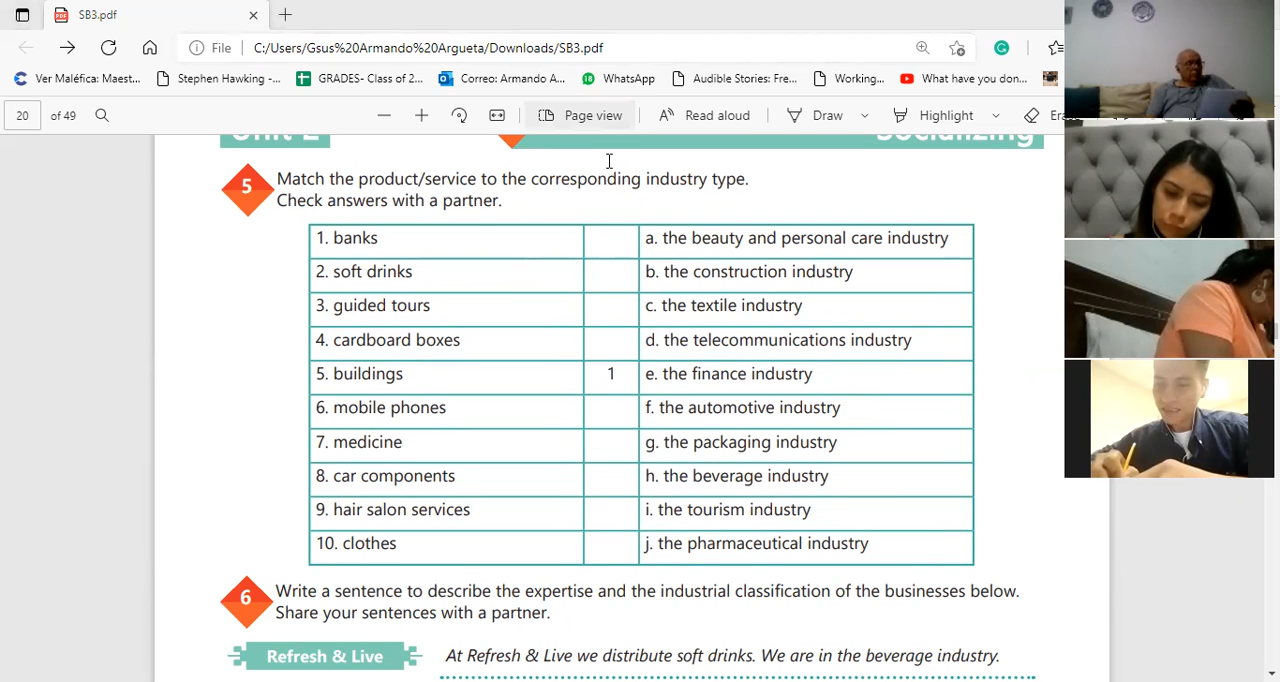 SB3.pdf
File C:/Users/Gsus%20Armando%20Argueta/Downloads/SB3.pdf
Ver Maléfica: Maest... Stephen Hawking -... GRADES- Class of 2... Correo: Armando A... 18 WhatsApp Audible Stories: Fre... Working... What have you don...
20 of 49 Page view Read aloud Draw Highlight
Unit 2 Socializing
5 Match the product/service to the corresponding industry type.
Check answers with a partner.
1. banks a. the beauty and personal care industry
2. soft drinks b. the construction industry
3. guided tours c. the textile industry
4. cardboard boxes d. the telecommunications industry
5. buildings 1 e. the finance industry
6. mobile phones f. the automotive industry
7. medicine g. the packaging industry
8. car components h. the beverage industry
9. hair salon services i. the tourism industry
10. clothes j. the pharmaceutical industry
6 Write a sentence to describe the expertise and the industrial classification of the businesses below.
Share your sentences with a partner.
Refresh & Live At Refresh & Live we distribute soft drinks. We are in the beverage industry.